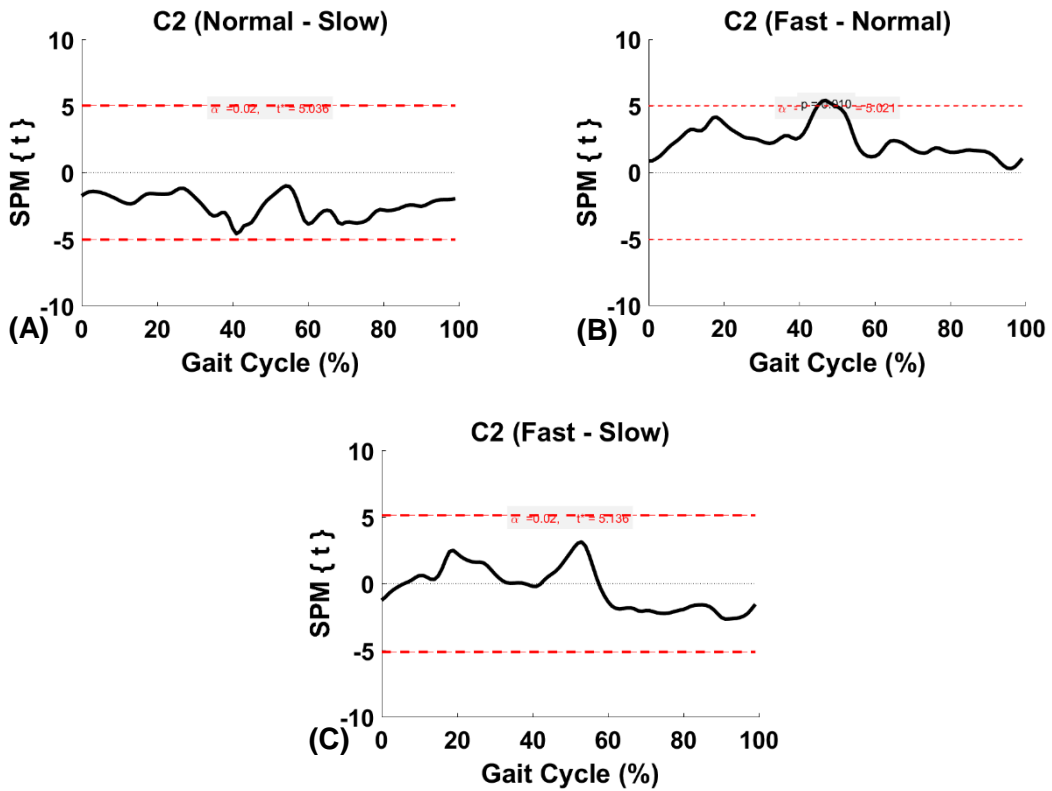 C2 (Normal - Slow)
10
5
0
-5
-10
α =0.02, t* = 5.036
SPM { t }
0 20 40 60 80 100
Gait Cycle (%)
(A)
C2 (Fast - Normal)
10
5
0
-5
-10
α = 5.021
SPM { t }
0 20 40 60 80 100
Gait Cycle (%)
(B)
C2 (Fast - Slow)
10
5
0
-5
-10
α =0.02, t* = 5.136
SPM { t }
0 20 40 60 80 100
Gait Cycle (%)
(C)